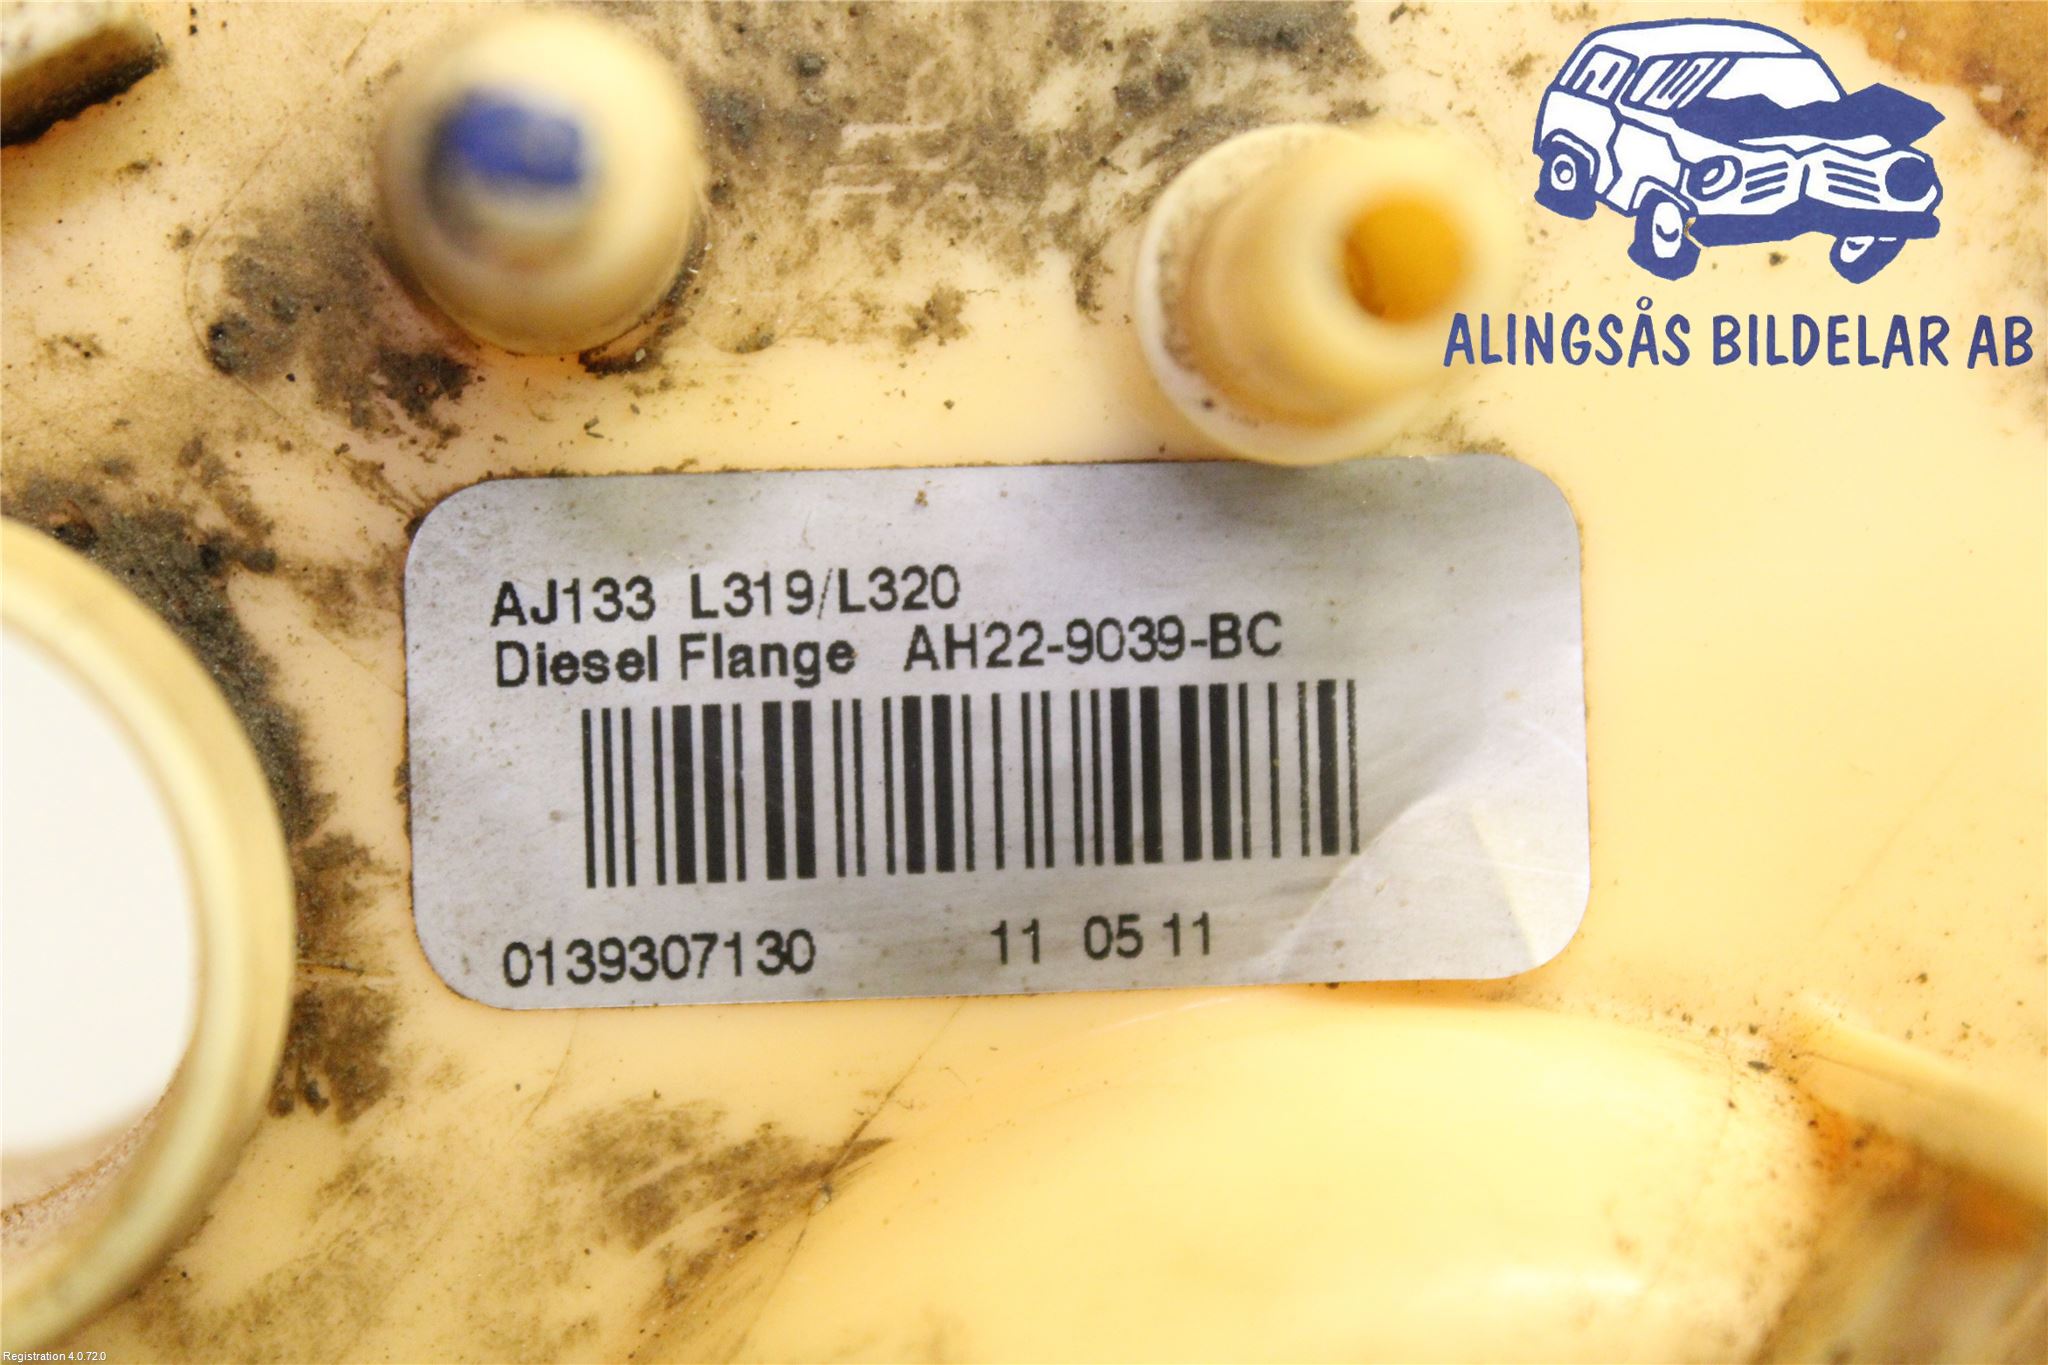 ALINGSÅS BILDELAR AB
AJ133 L319/L320
Diesel Flange AH22-9039-BC
0139307130 11 05 11
Registration 4.0.72.0